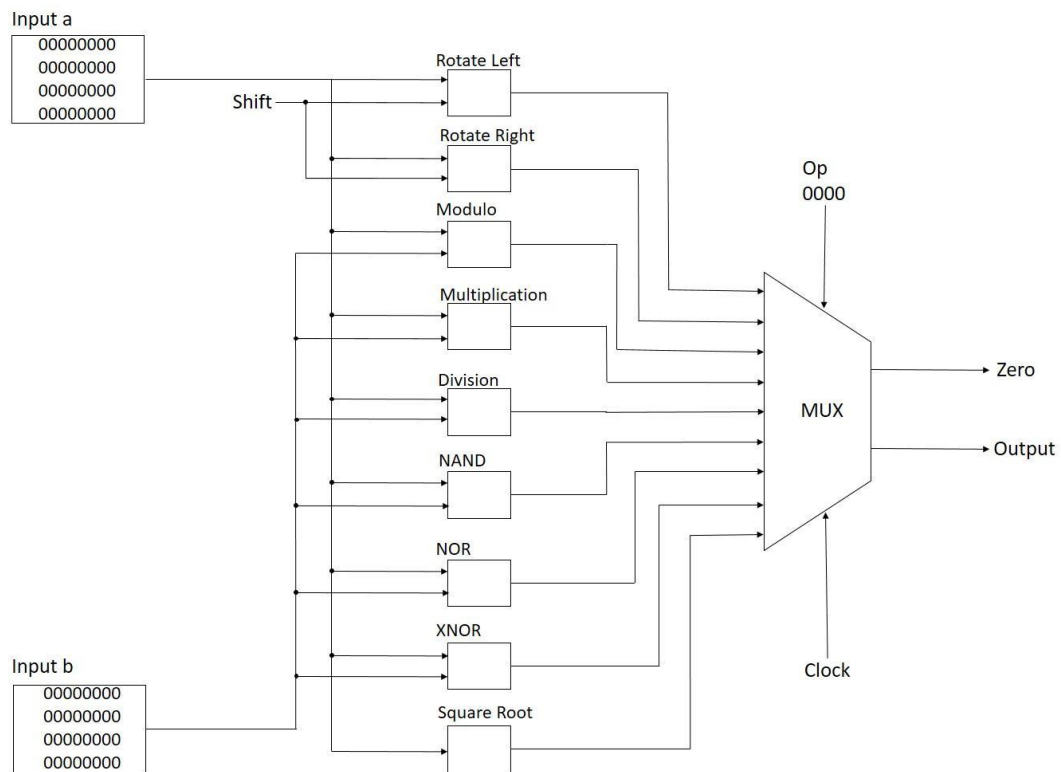 Input a
00000000
00000000
00000000
00000000
Shift
Rotate Left
Rotate Right
Modulo
Multiplication
Division
NAND
NOR
XNOR
Square Root
Op
0000
MUX
Zero
Output
Clock
Input b
00000000
00000000
00000000
00000000